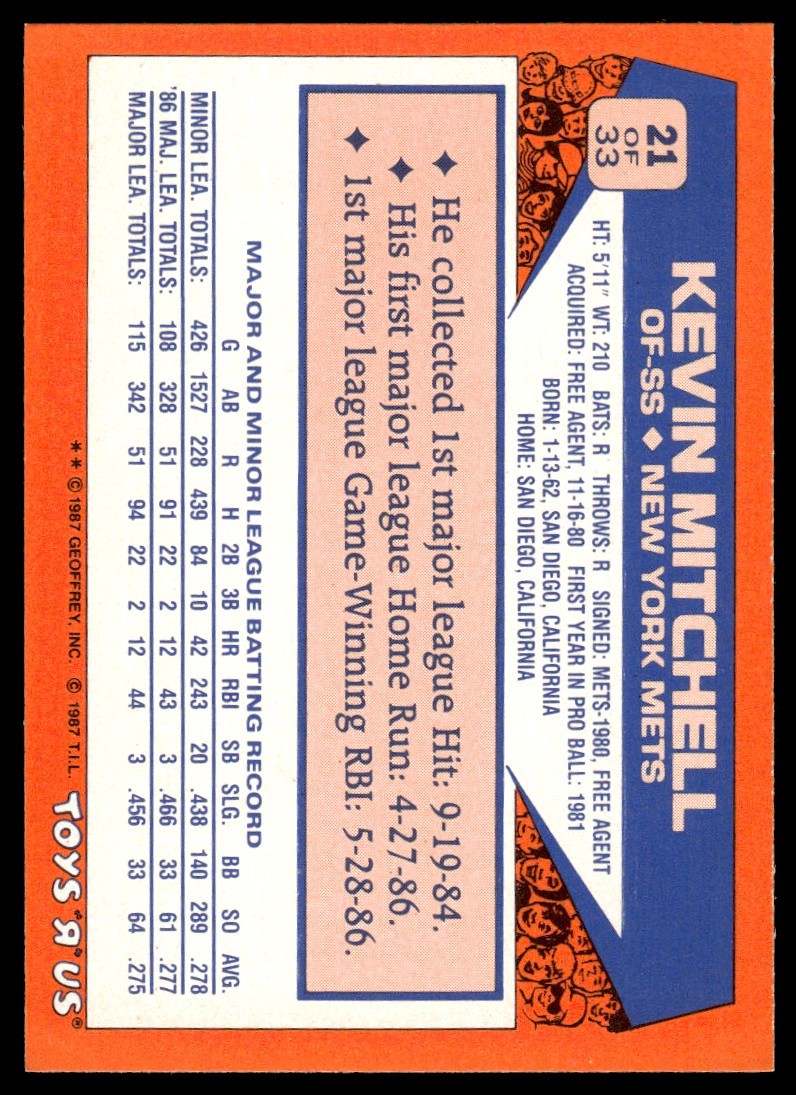 21
OF
33
KEVIN MITCHELL
OF-SS ♦ NEW YORK METS
HT: 5'11" WT: 210 BATS: R THROWS: R SIGNED: METS-1980, FREE AGENT
ACQUIRED: FREE AGENT, 11-16-80 FIRST YEAR IN PRO BALL: 1981
BORN: 1-13-62, SAN DIEGO, CALIFORNIA
HOME: SAN DIEGO, CALIFORNIA
✦ He collected 1st major league Hit: 9-19-84.
✦ His first major league Home Run: 4-27-86.
✦ 1st major league Game-Winning RBI: 5-28-86.
MAJOR AND MINOR LEAGUE BATTING RECORD
G AB R H 2B 3B HR RBI SB SLG. BB SO AVG.
MINOR LEA. TOTALS: 426 1527 228 439 84 10 42 243 20 .438 140 289 .278
'86 MAJ. LEA. TOTALS: 108 328 51 91 22 2 12 43 3 .466 33 61 .277
MAJOR LEA. TOTALS: 115 342 51 94 22 2 12 44 3 .456 33 64 .275
** © 1987 GEOFFREY, INC. © 1987 T.I.L. TOYS "R" US®